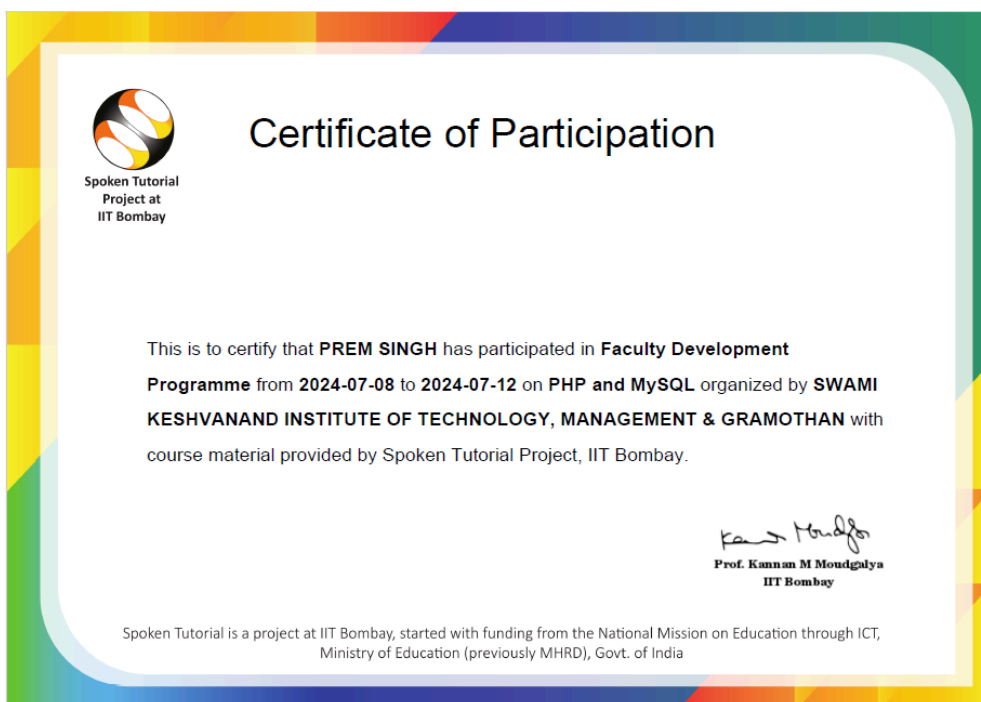 Certificate of Participation
Spoken Tutorial
Project at
IIT Bombay
This is to certify that PREM SINGH has participated in Faculty Development
Programme from 2024-07-08 to 2024-07-12 on PHP and MySQL organized by SWAMI
KESHVANAND INSTITUTE OF TECHNOLOGY, MANAGEMENT & GRAMOTHAN with
course material provided by Spoken Tutorial Project, IIT Bombay.
Prof. Kannan M Moudgalya
IIT Bombay
Spoken Tutorial is a project at IIT Bombay, started with funding from the National Mission on Education through ICT,
Ministry of Education (previously MHRD), Govt. of India